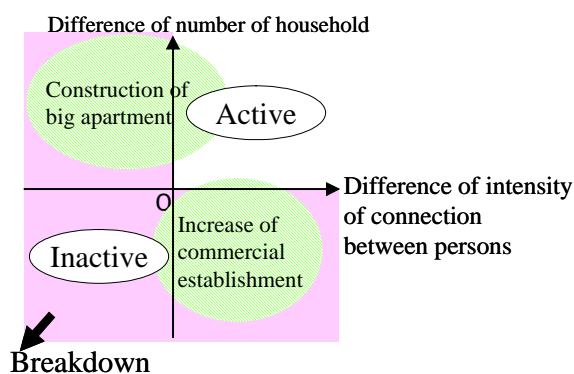 Difference of number of household
Construction of
big apartment
Active
O
Difference of intensity
of connection
between persons
Increase of
commercial
establishment
Inactive
Breakdown